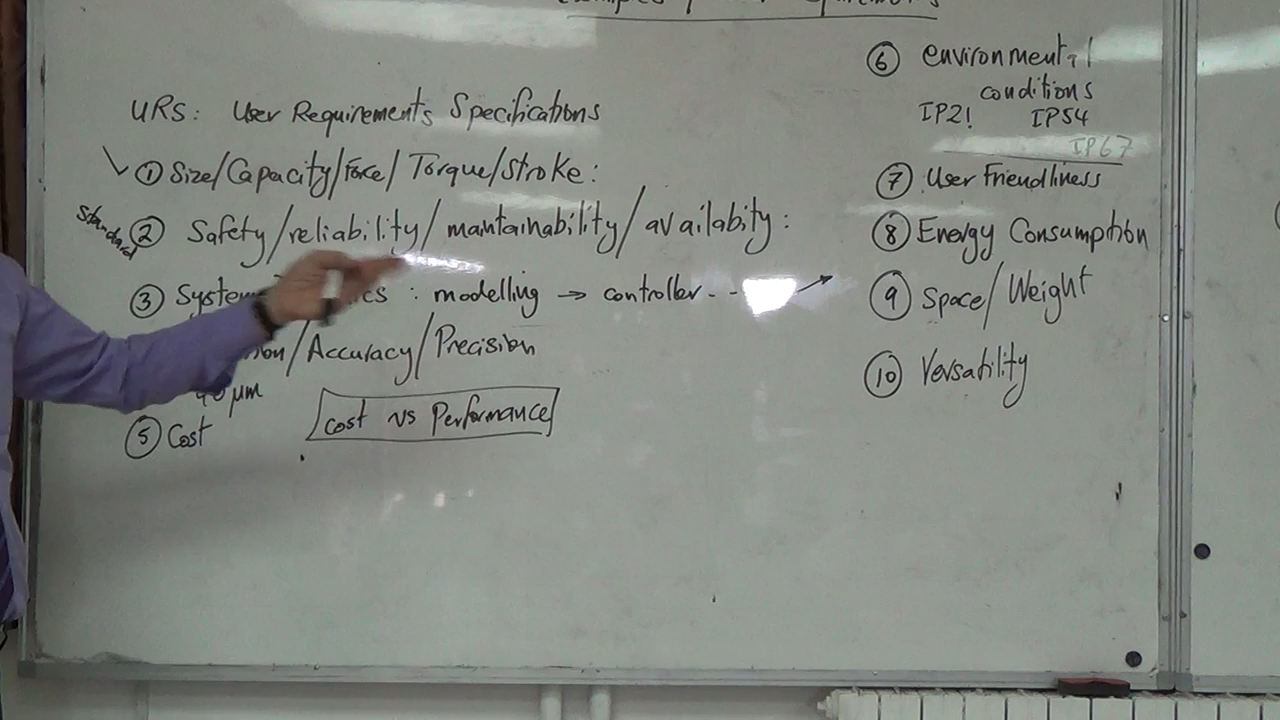 URS: User Requirements Specifications
① Size/Capacity/Force/Torque/Stroke:
Standard
② Safety/reliability/maintainability/availabity:
③ System : modelling → controller - -
/Accuracy/Precision
μm
⑤ Cost
Cost vs Performance
⑥ environmental
conditions
IP21 IP54
IP67
⑦ User Friendliness
⑧ Energy Consumption
⑨ Space/Weight
⑩ Versatility